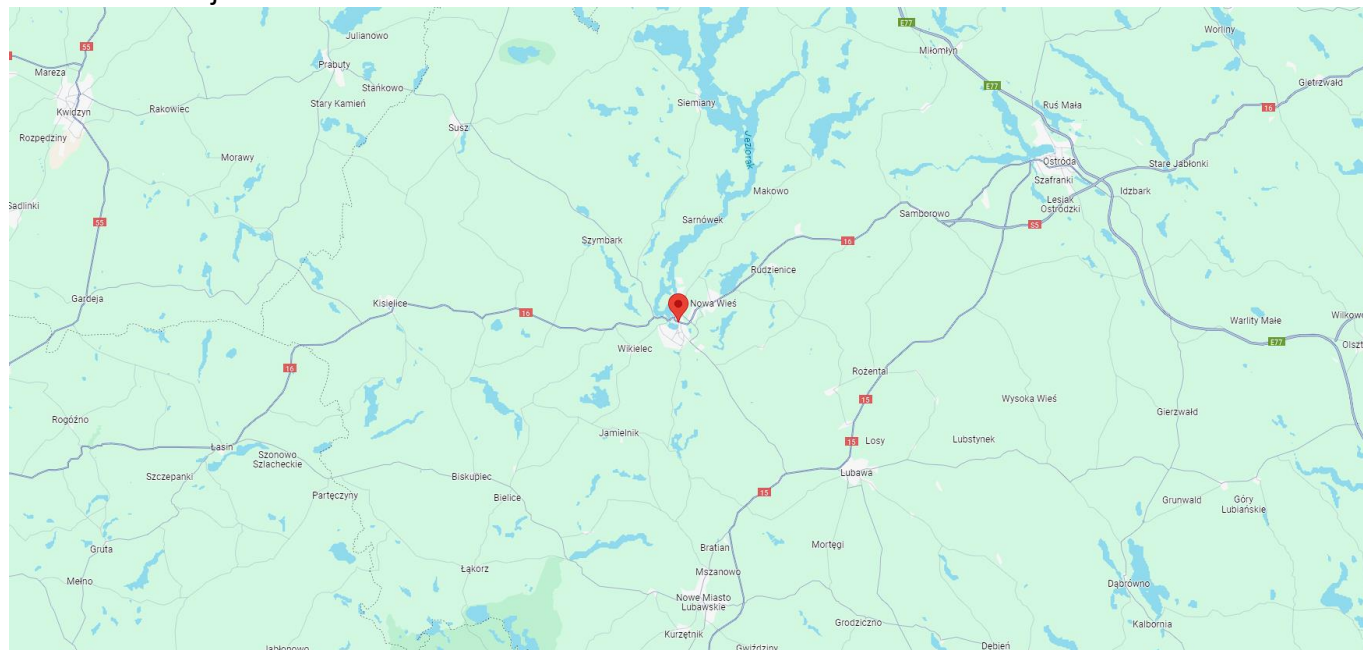 Julianowo
55
Mareza
Prabuty
Stańkowo
Kwidzyn
Rakowiec
Stary Kamień
Rozpędziny
Susz
Siemiany
Jeziorak
E77
Miłomłyn
Worliny
Gietrzwałd
E77
16
Ruś Mała
Ostróda
Szafranki
Stare Jabłonki
Idzbark
Lesiak
Ostródzki
Morawy
Sadlinki
55
Makowo
Samborowo
S5
Sarnówek
Szymbark
16
Rudzienice
Gardeja
Kisielice
16
Nowa Wieś
Wikielec
Warlity Małe
Wilkowo
E77
16
Rożental
15
Wysoka Wieś
Gierzwałd
Rogóźno
Łasin
Szonowo
Szlacheckie
Jamielnik
15
Losy
Lubstynek
Szczepanki
Partęczyny
Biskupiec
Bielice
15
Lubawa
Grunwald
Góry
Lubiańskie
Gruta
Mełno
Łąkorz
Bratian
Mszanowo
Mortęgi
Nowe Miasto
Lubawskie
Dąbrówno
Kurzętnik
Grodziczno
Kalbornia
Jabłonowo
Gwiździny
Dębień